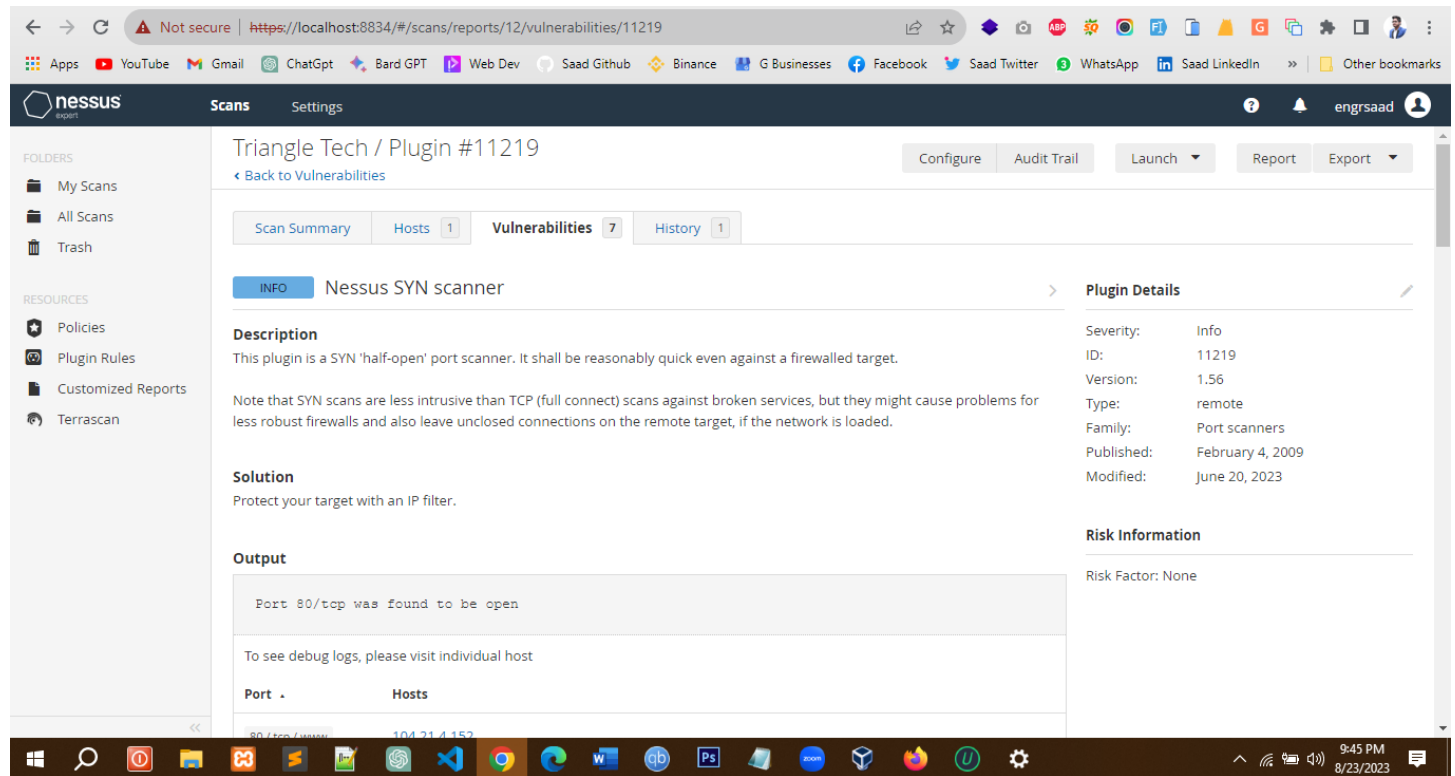 Not secure | https://localhost:8834/#/scans/reports/12/vulnerabilities/11219
Apps YouTube Gmail ChatGpt Bard GPT Web Dev Saad Github Binance G Businesses Facebook Saad Twitter WhatsApp Saad LinkedIn » Other bookmarks
nessus expert Scans Settings engrsaad
FOLDERS
My Scans
All Scans
Trash
RESOURCES
Policies
Plugin Rules
Customized Reports
Terrascan
Triangle Tech / Plugin #11219
‹ Back to Vulnerabilities
Configure Audit Trail Launch Report Export
Scan Summary Hosts 1 Vulnerabilities 7 History 1
INFO Nessus SYN scanner
Description
This plugin is a SYN 'half-open' port scanner. It shall be reasonably quick even against a firewalled target.
Note that SYN scans are less intrusive than TCP (full connect) scans against broken services, but they might cause problems for
less robust firewalls and also leave unclosed connections on the remote target, if the network is loaded.
Solution
Protect your target with an IP filter.
Output
Port 80/tcp was found to be open
To see debug logs, please visit individual host
Port Hosts
80 / tcp / www 104.21.4.152
Plugin Details
Severity: Info
ID: 11219
Version: 1.56
Type: remote
Family: Port scanners
Published: February 4, 2009
Modified: June 20, 2023
Risk Information
Risk Factor: None
9:45 PM
8/23/2023